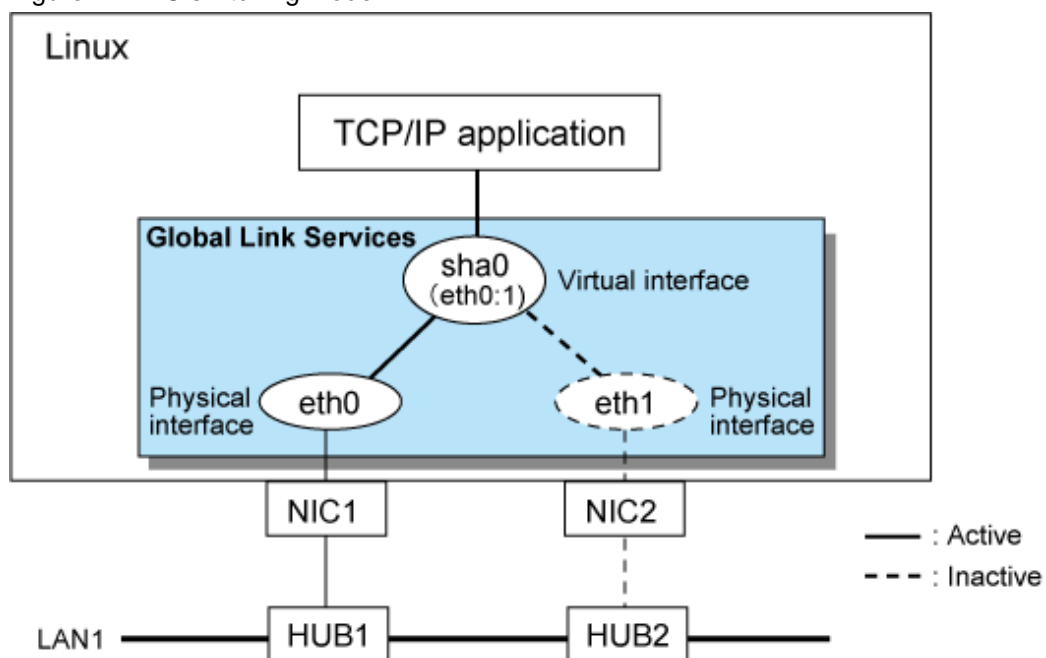 Linux
TCP/IP application
Global Link Services
sha0
(eth0:1)
Virtual interface
Physical
interface
eth0
eth1
Physical
interface
NIC1
NIC2
: Active
: Inactive
LAN1
HUB1
HUB2